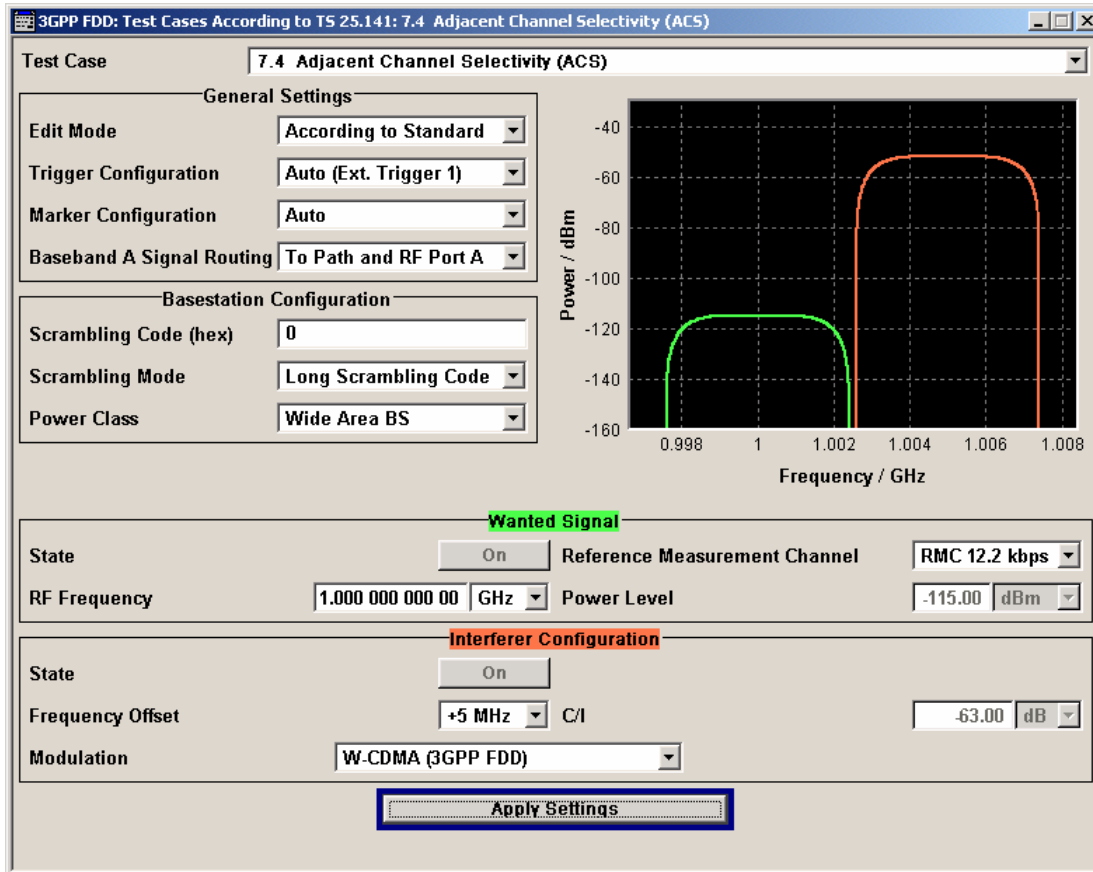 3GPP FDD: Test Cases According to TS 25.141: 7.4 Adjacent Channel Selectivity (ACS)
Test Case 7.4 Adjacent Channel Selectivity (ACS)
General Settings
Edit Mode According to Standard
Trigger Configuration Auto (Ext. Trigger 1)
Marker Configuration Auto
Baseband A Signal Routing To Path and RF Port A
Basestation Configuration
Scrambling Code (hex) 0
Scrambling Mode Long Scrambling Code
Power Class Wide Area BS
Power / dBm
-40
-60
-80
-100
-120
-140
-160
0.998 1 1.002 1.004 1.006 1.008
Frequency / GHz
Wanted Signal
State On Reference Measurement Channel RMC 12.2 kbps
RF Frequency 1.000 000 000 00 GHz Power Level -115.00 dBm
Interferer Configuration
State On
Frequency Offset +5 MHz C/I -63.00 dB
Modulation W-CDMA (3GPP FDD)
Apply Settings